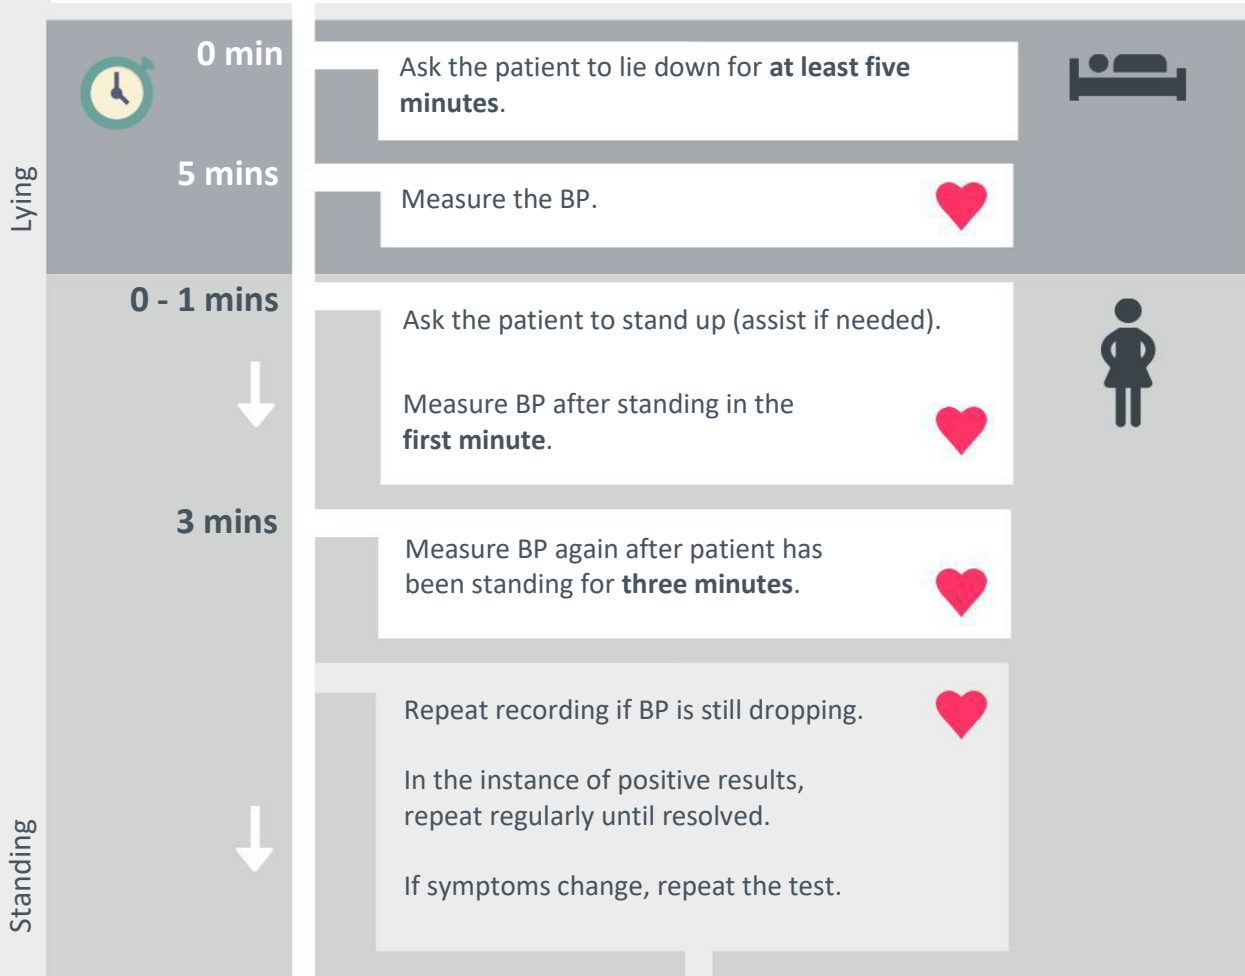 Lying
0 min
Ask the patient to lie down for at least five
minutes.
5 mins
Measure the BP.
0 - 1 mins
Ask the patient to stand up (assist if needed).
Measure BP after standing in the
first minute.
3 mins
Measure BP again after patient has
been standing for three minutes.
Standing
Repeat recording if BP is still dropping.
In the instance of positive results,
repeat regularly until resolved.
If symptoms change, repeat the test.